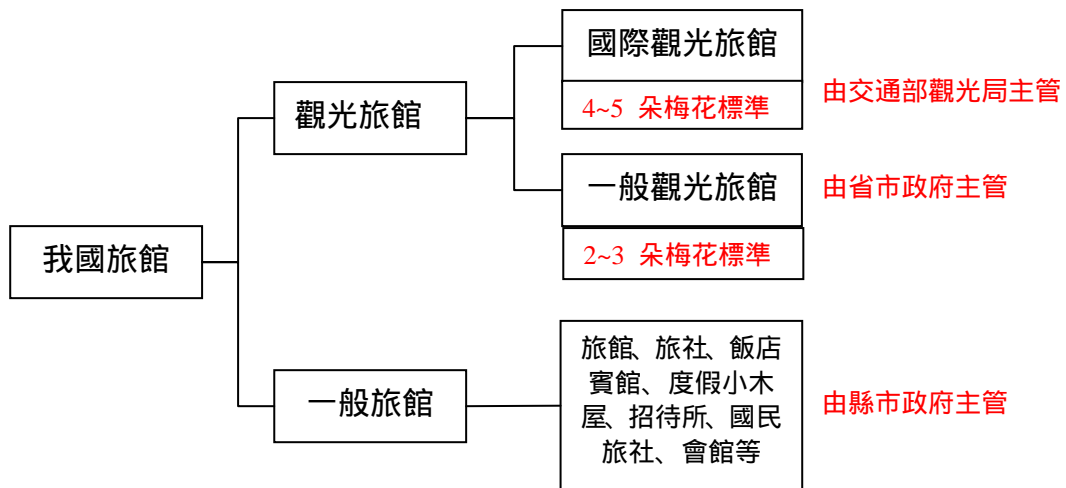 國際觀光旅館
4~5 朵梅花標準
由交通部觀光局主管
觀光旅館
一般觀光旅館
2~3 朵梅花標準
由省市政府主管
我國旅館
一般旅館
旅館、旅社、飯店
賓館、度假小木
屋、招待所、國民
旅社、會館等
由縣市政府主管